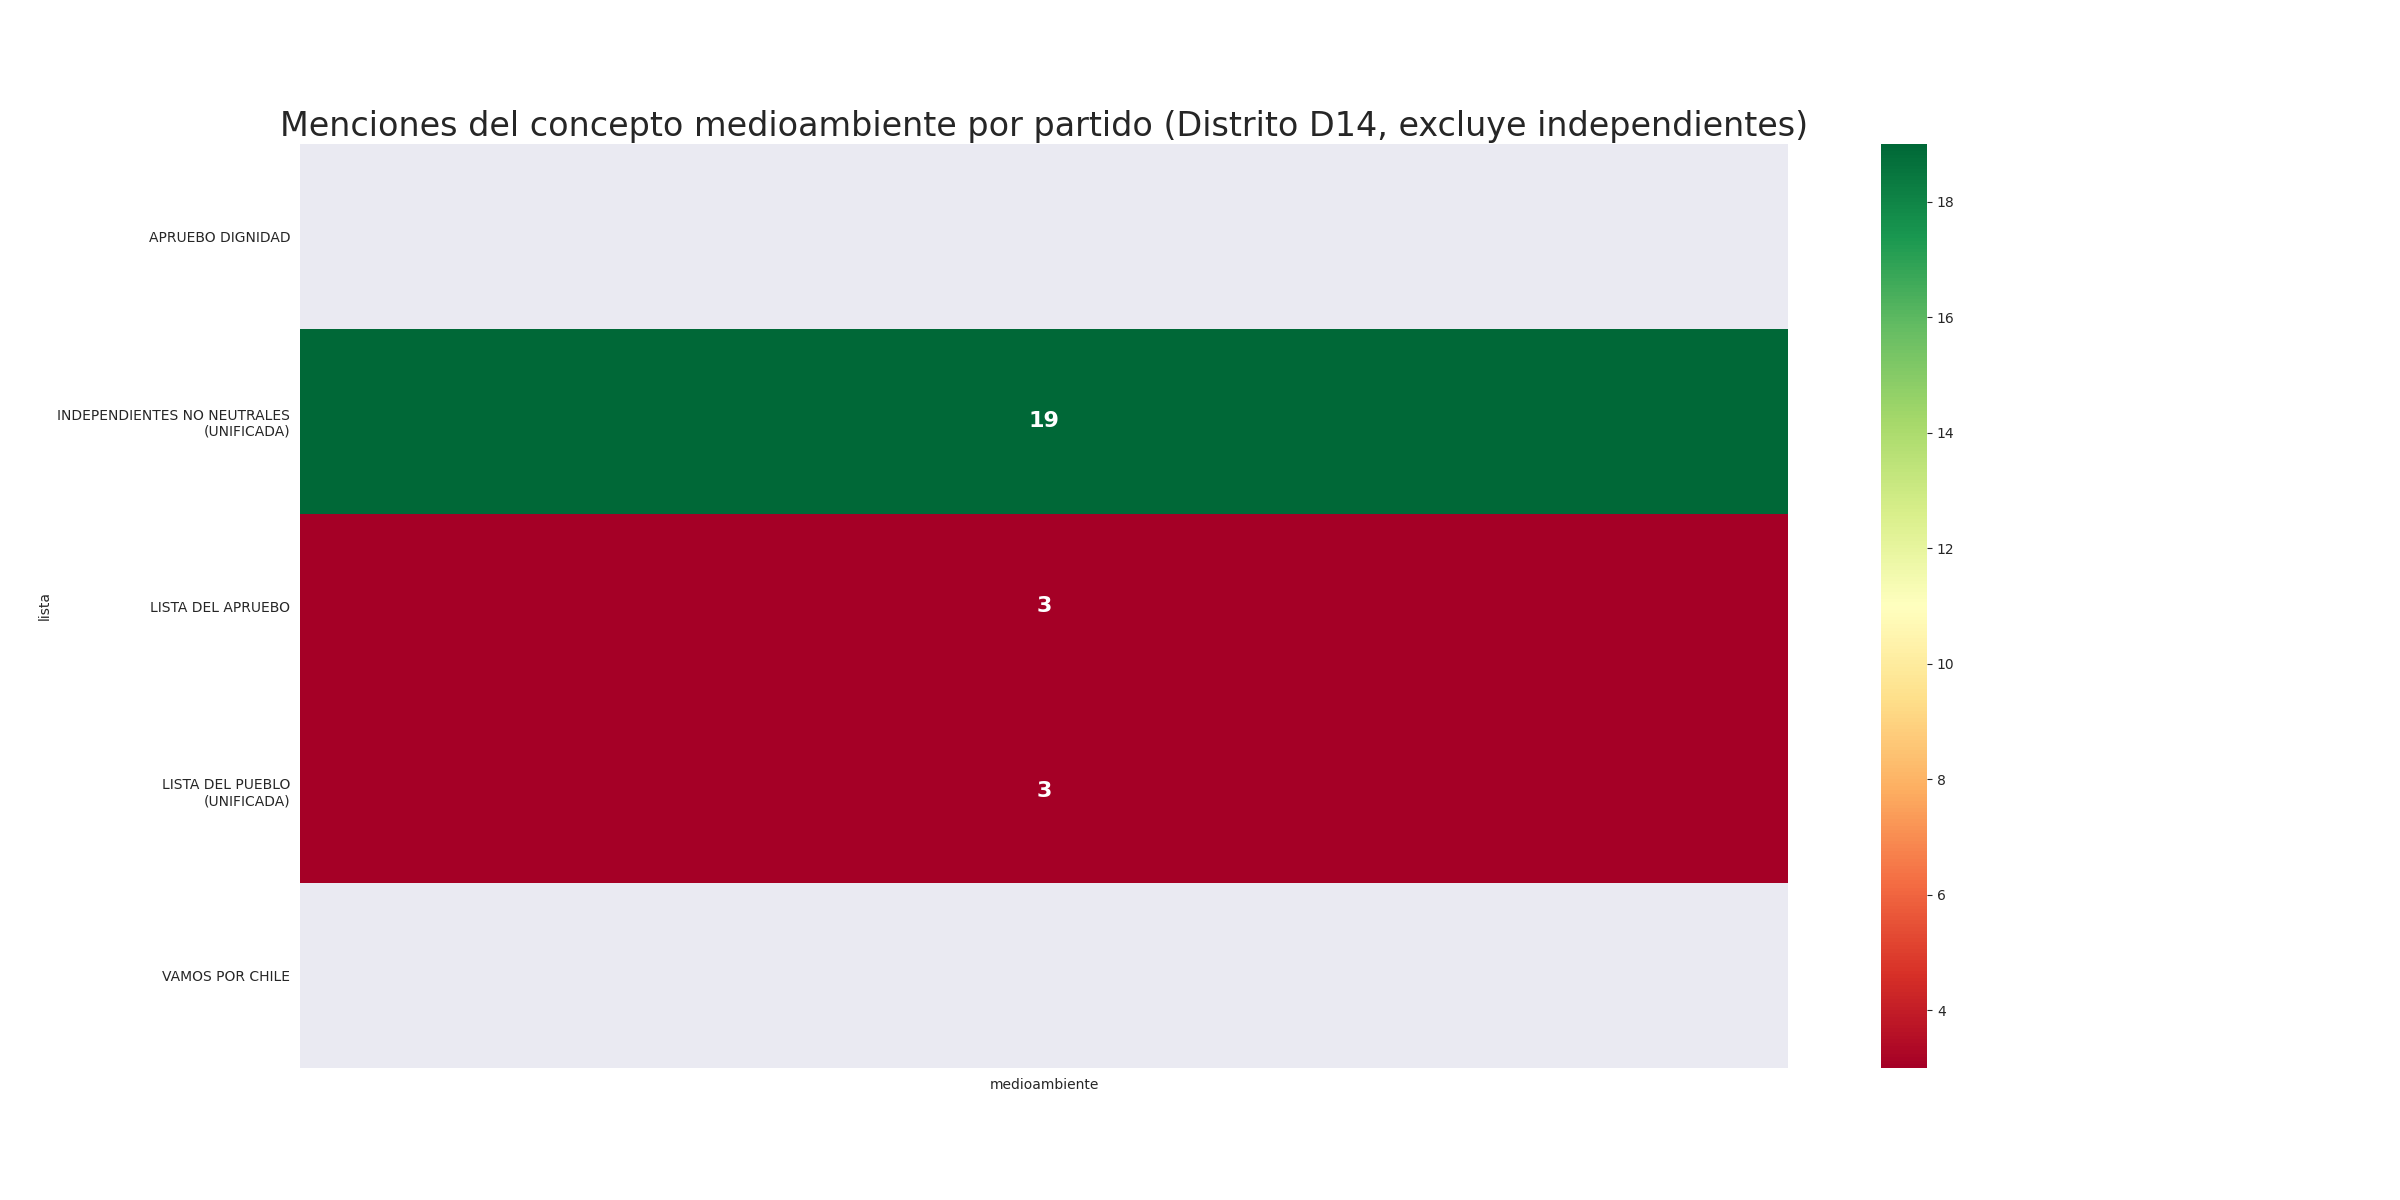 Menciones del concepto medioambiente por partido (Distrito D14, excluye independientes)
APRUEBO DIGNIDAD
INDEPENDIENTES NO NEUTRALES
(UNIFICADA)
19
LISTA DEL APRUEBO
3
LISTA DEL PUEBLO
(UNIFICADA)
3
VAMOS POR CHILE
lista
medioambiente
18
16
14
12
10
8
6
4